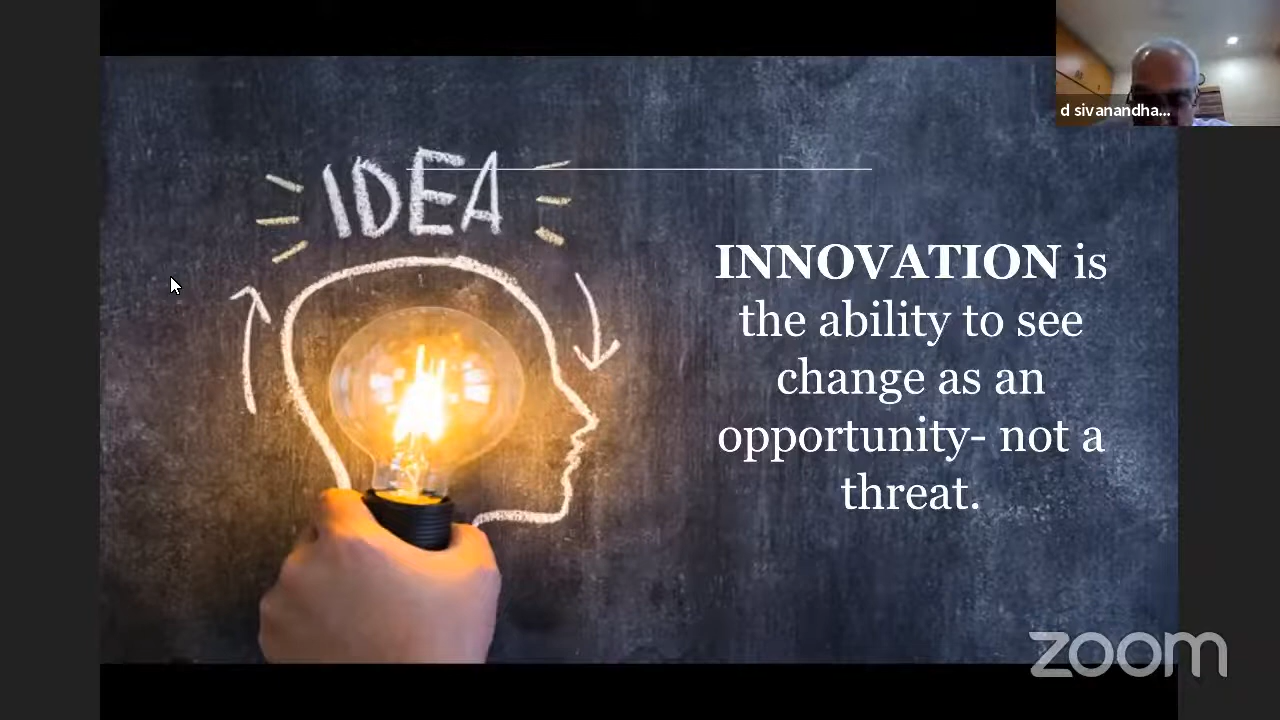 d sivanandha...
IDEA
INNOVATION is
the ability to see
change as an
opportunity- not a
threat.
zoom